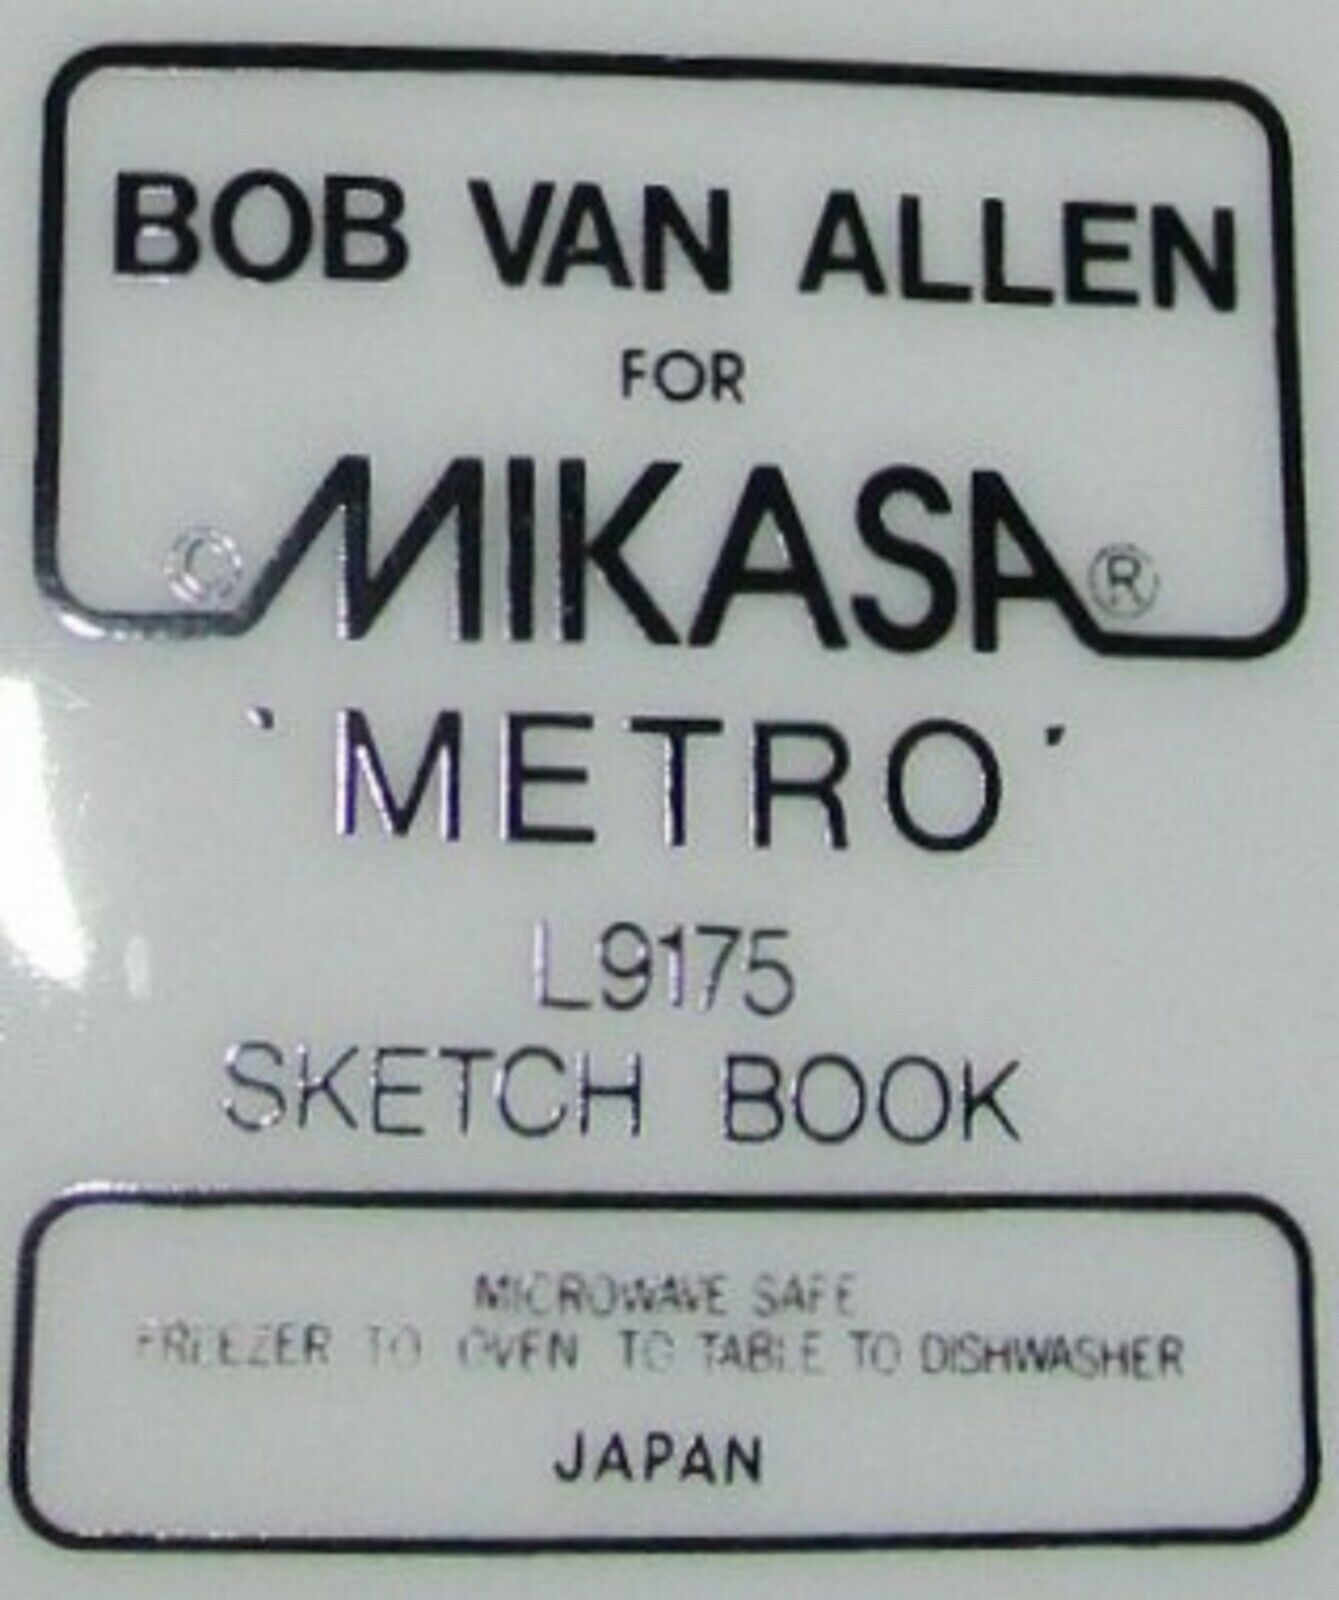 BOB VAN ALLEN
FOR
© MIKASA ®
'METRO'
L9175
SKETCH BOOK
MICROWAVE SAFE
FREEZER TO OVEN TO TABLE TO DISHWASHER
JAPAN